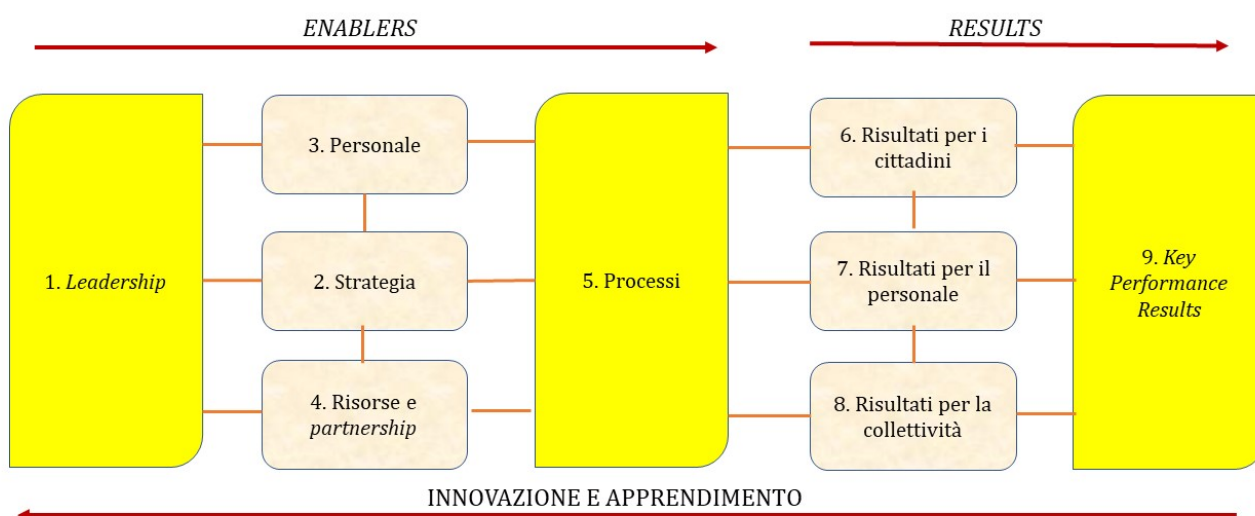 ENABLERS
RESULTS
1. Leadership
3. Personale
2. Strategia
4. Risorse e
partnership
5. Processi
6. Risultati per i
cittadini
7. Risultati per il
personale
8. Risultati per la
collettività
9. Key
Performance
Results
INNOVAZIONE E APPRENDIMENTO